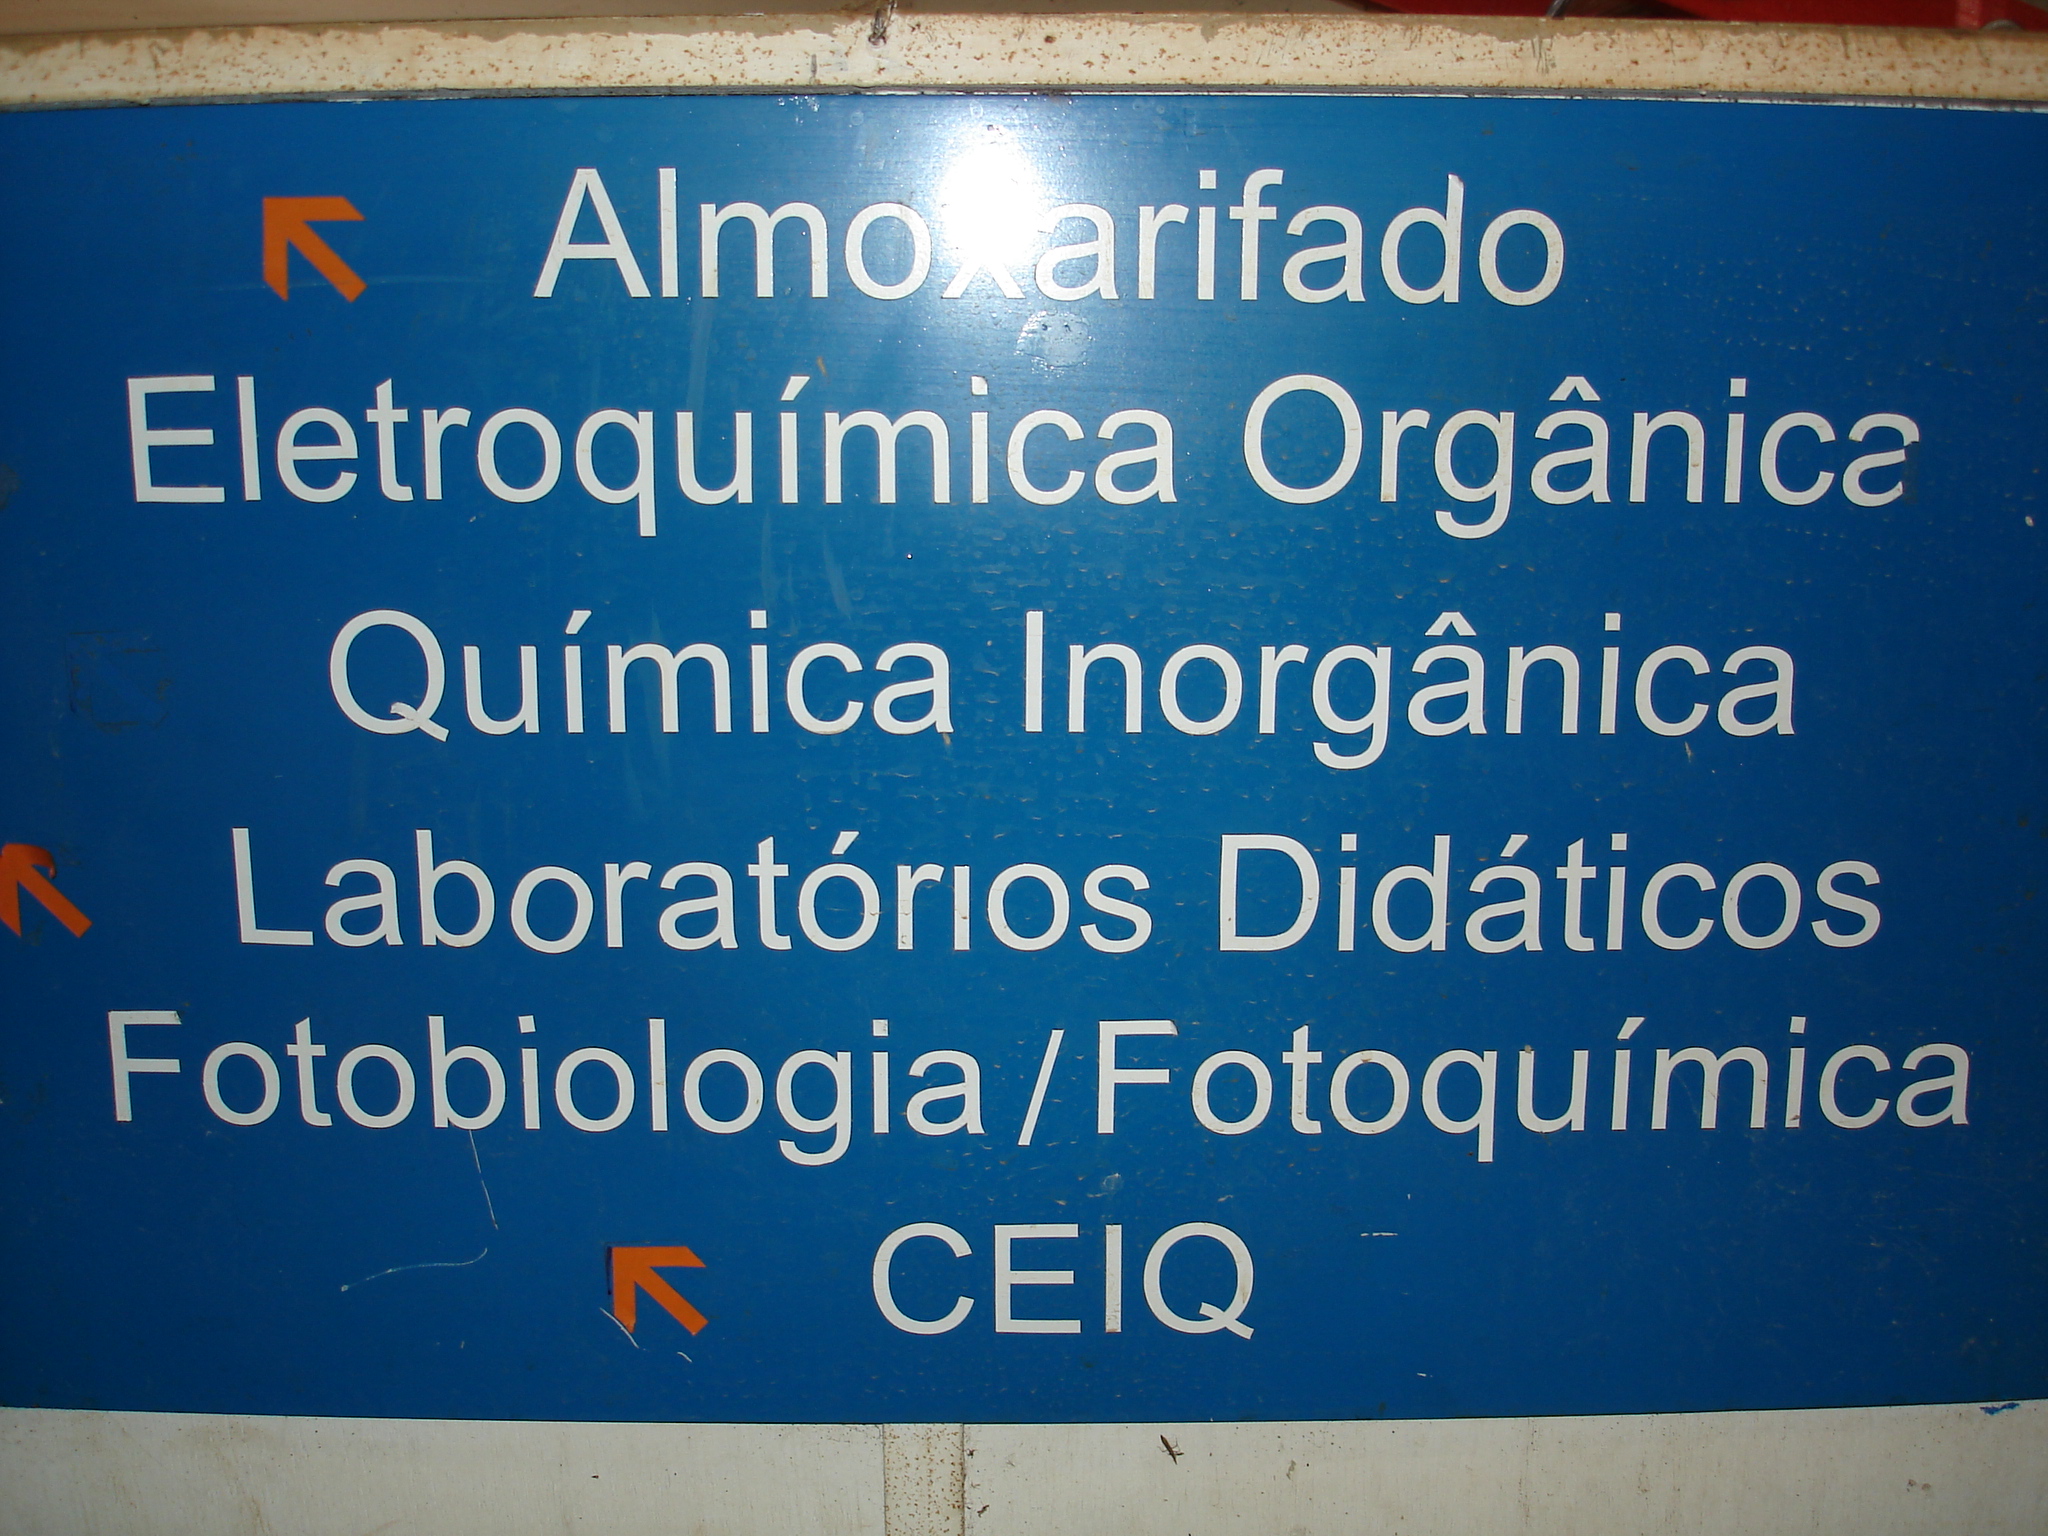 Almoxarifado
Eletroquímica Orgânica
Química Inorgânica
Laboratórios Didáticos
Fotobiologia / Fotoquímica
CEIQ